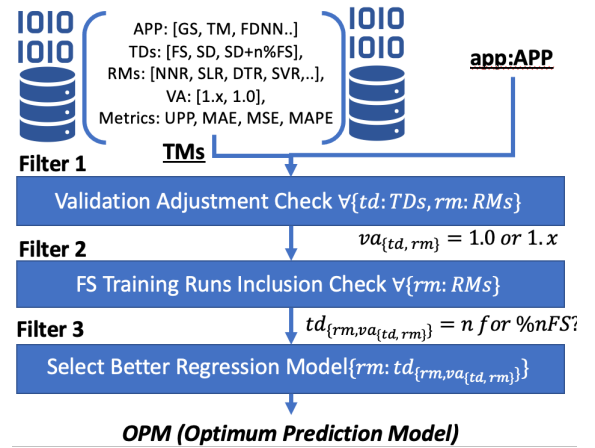 1010
1010
APP: [GS, TM, FDNN..]
TDs: [FS, SD, SD+n%FS],
RMs: [NNR, SLR, DTR, SVR,..],
VA: [1.x, 1.0],
Metrics: UPP, MAE, MSE, MAPE
1010
1010
app:APP
TMs
Filter 1
Validation Adjustment Check ∀{td: TDs, rm: RMs}
va{td, rm} = 1.0 or 1.x
Filter 2
FS Training Runs Inclusion Check ∀{rm: RMs}
td{rm,va{td, rm}} = n for %nFS?
Filter 3
Select Better Regression Model{rm: td{rm,va{td, rm}}}
OPM (Optimum Prediction Model)